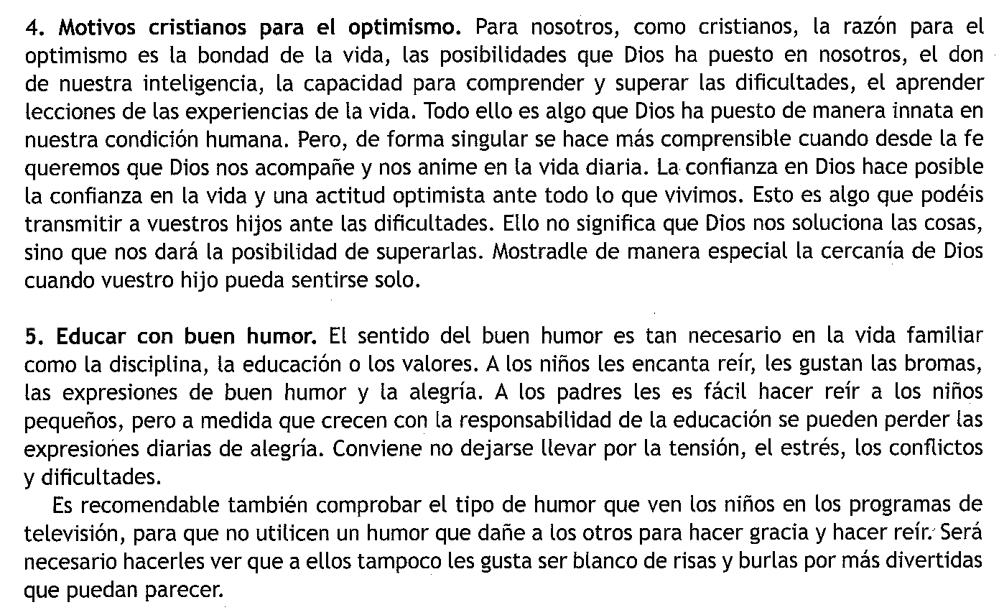 4. Motivos cristianos para el optimismo. Para nosotros, como cristianos, la razón para el
optimismo es la bondad de la vida, las posibilidades que Dios ha puesto en nosotros, el don
de nuestra inteligencia, la capacidad para comprender y superar las dificultades, el aprender
lecciones de las experiencias de la vida. Todo ello es algo que Dios ha puesto de manera innata en
nuestra condición humana. Pero, de forma singular se hace más comprensible cuando desde la fe
queremos que Dios nos acompañe y nos anime en la vida diaria. La confianza en Dios hace posible
la confianza en la vida y una actitud optimista ante todo lo que vivimos. Esto es algo que podéis
transmitir a vuestros hijos ante las dificultades. Ello no significa que Dios nos soluciona las cosas,
sino que nos dará la posibilidad de superarlas. Mostradle de manera especial la cercanía de Dios
cuando vuestro hijo pueda sentirse solo.
5. Educar con buen humor. El sentido del buen humor es tan necesario en la vida familiar
como la disciplina, la educación o los valores. A los niños les encanta reír, les gustan las bromas,
las expresiones de buen humor y la alegría. A los padres les es fácil hacer reír a los niños
pequeños, pero a medida que crecen con la responsabilidad de la educación se pueden perder las
expresiones diarias de alegría. Conviene no dejarse llevar por la tensión, el estrés, los conflictos
y dificultades.
Es recomendable también comprobar el tipo de humor que ven los niños en los programas de
televisión, para que no utilicen un humor que dañe a los otros para hacer gracia y hacer reír. Será
necesario hacerles ver que a ellos tampoco les gusta ser blanco de risas y burlas por más divertidas
que puedan parecer.